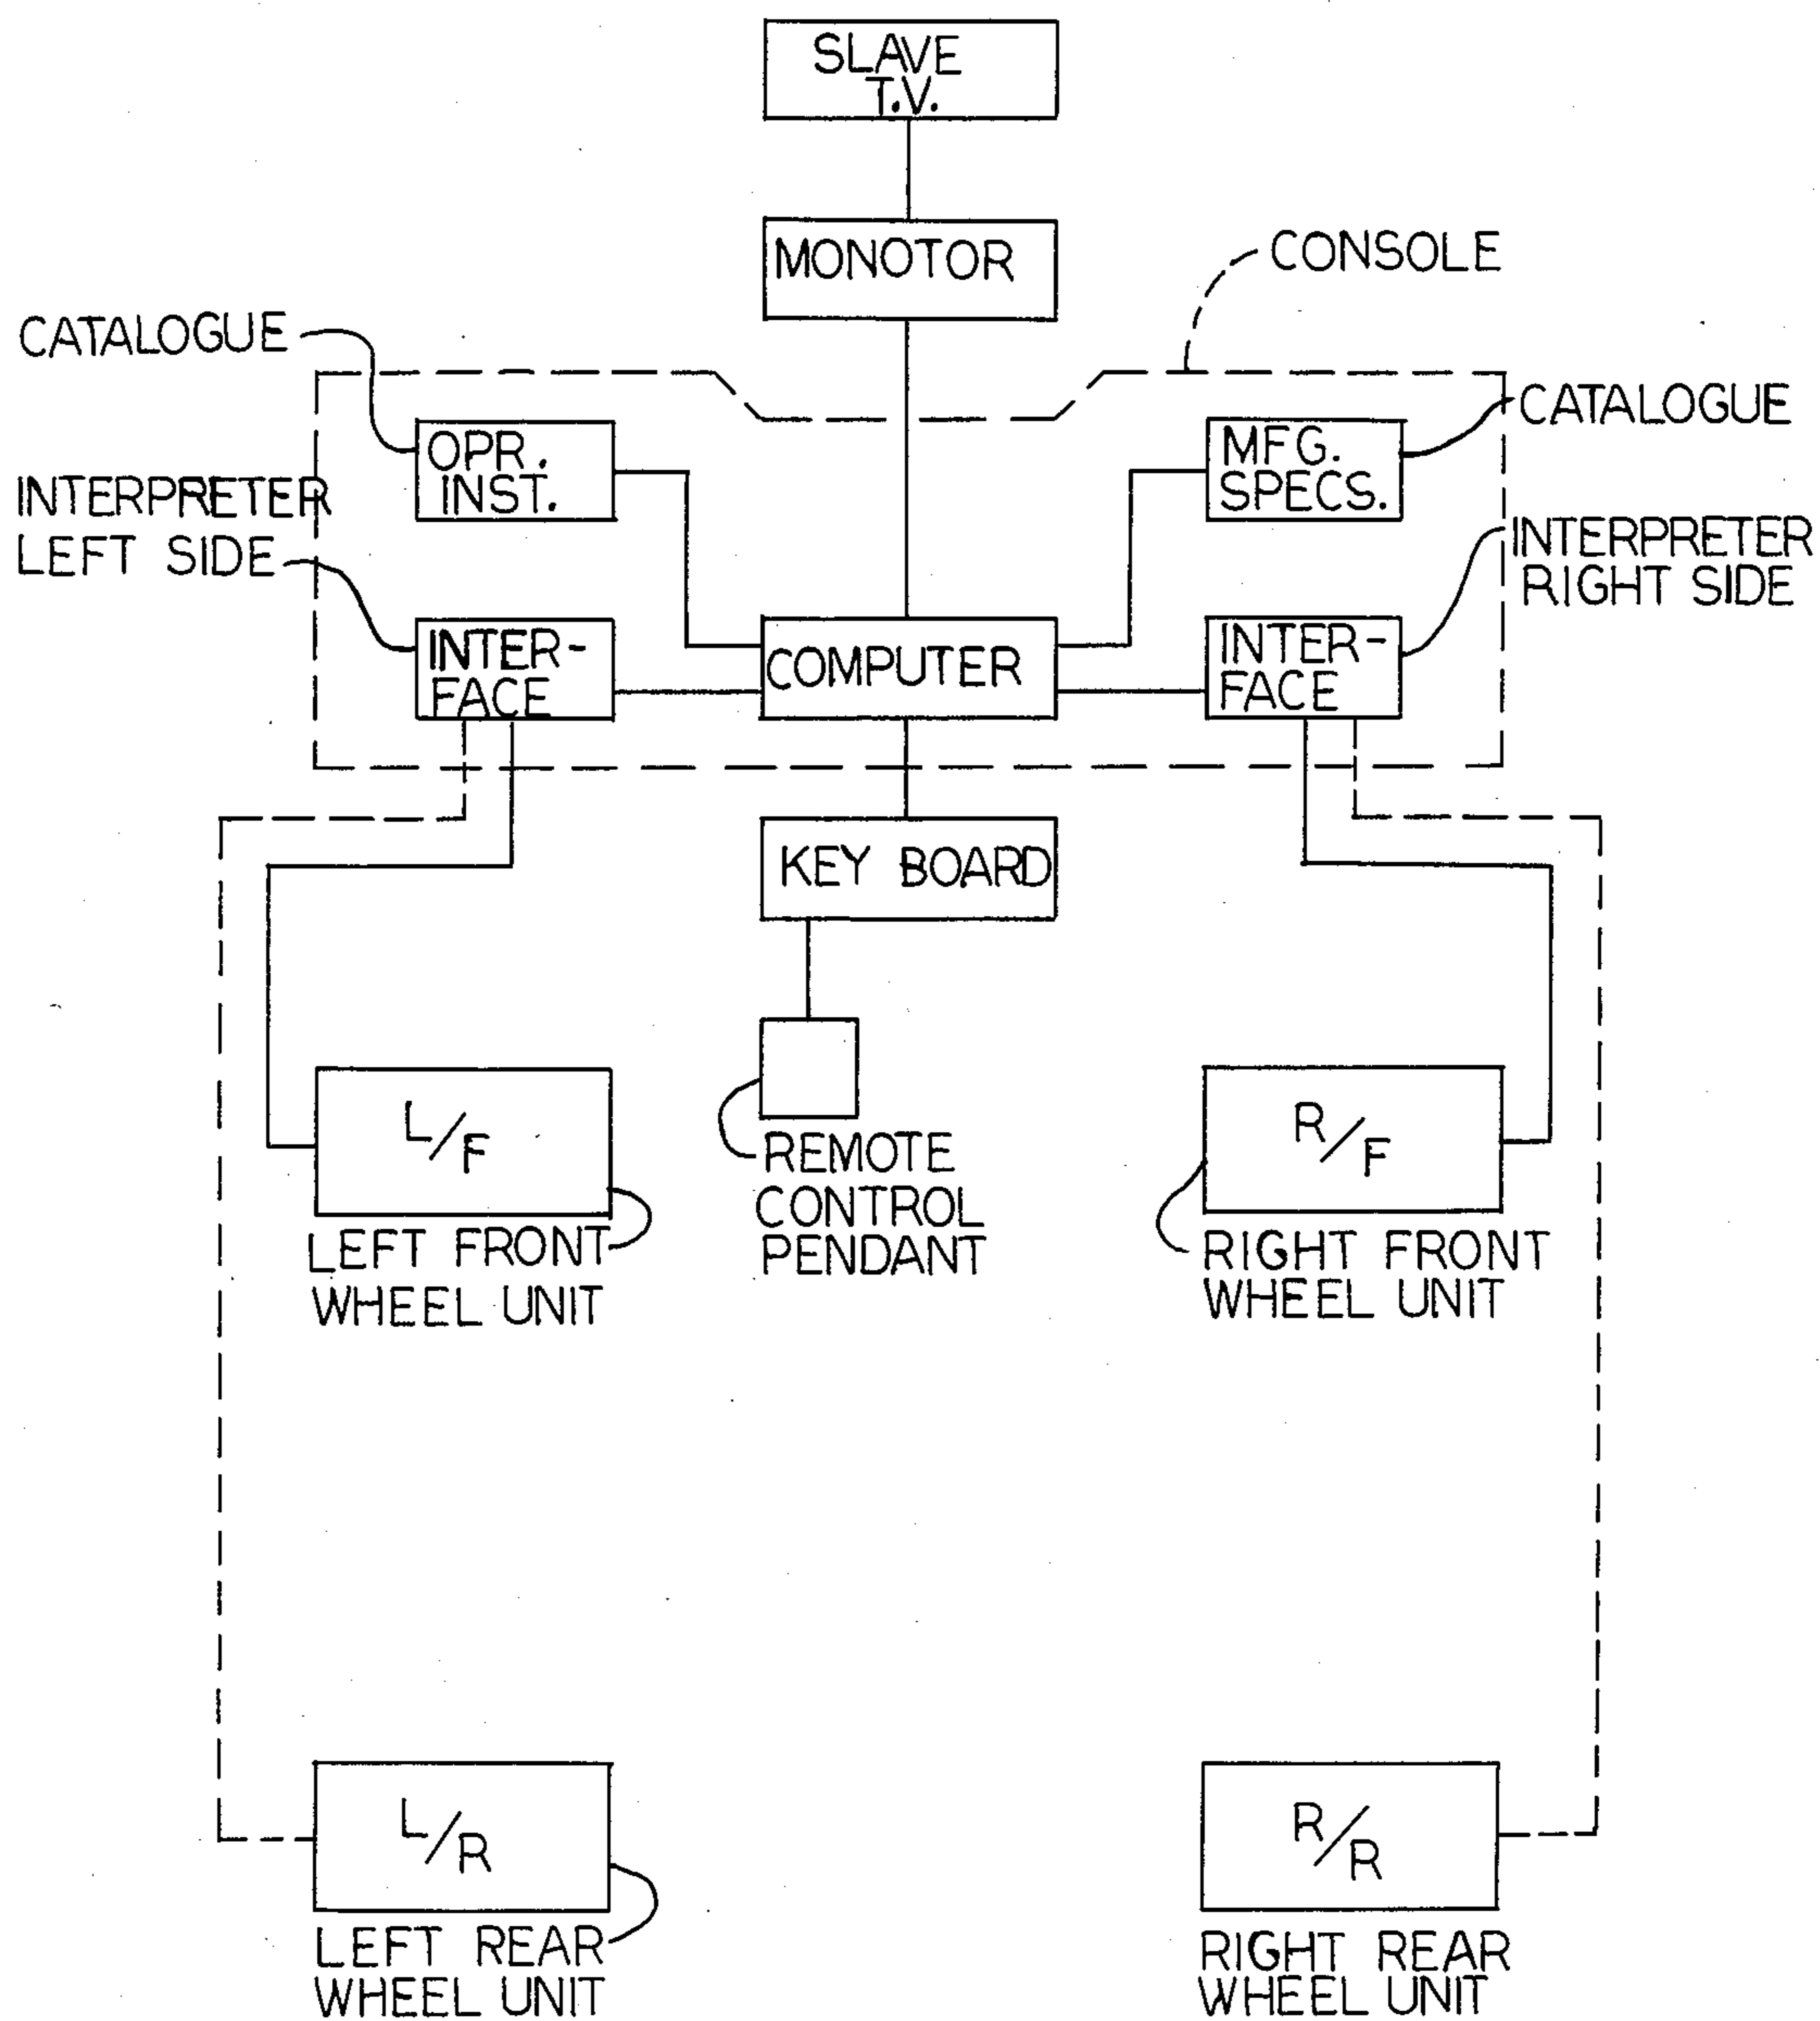 SLAVE
T.V.
MONOTOR
CONSOLE
CATALOGUE
CATALOGUE
OPR.
INST.
MFG.
SPECS.
INTERPRETER
LEFT SIDE
INTERPRETER
RIGHT SIDE
INTER-
FACE
COMPUTER
INTER-
FACE
KEY BOARD
L/F
R/F
REMOTE
CONTROL
PENDANT
LEFT FRONT
WHEEL UNIT
RIGHT FRONT
WHEEL UNIT
L/R
R/R
LEFT REAR
WHEEL UNIT
RIGHT REAR
WHEEL UNIT